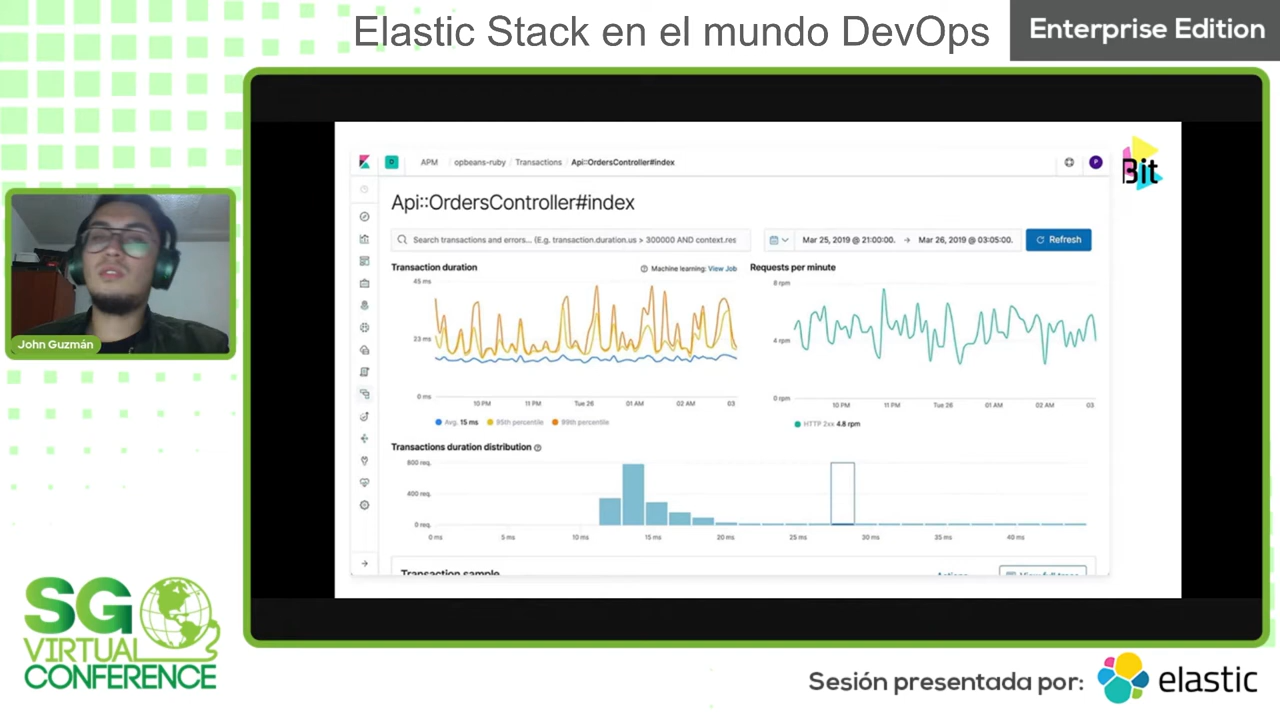 Elastic Stack en el mundo DevOps
Enterprise Edition
Bit
APM opbeans-ruby / Transactions / Api::OrdersController#index
D
P
Api::OrdersController#index
Search transactions and errors... (E.g. transaction.duration.us > 300000 AND context.res
Mar 25, 2019 @ 21:00:00. → Mar 26, 2019 @ 03:05:00.
Refresh
Transaction duration
Machine learning: View Job
Requests per minute
45 ms
23 ms
0 ms
10 PM 11 PM Tue 26 01 AM 02 AM 03
Avg. 15 ms 95th percentile 99th percentile
8 rpm
4 rpm
0 rpm
10 PM 11 PM Tue 26 01 AM 02 AM 03
HTTP 2xx 4.8 rpm
Transactions duration distribution
800 req.
400 req.
0 req.
0 ms 5 ms 10 ms 15 ms 20 ms 25 ms 30 ms 35 ms 40 ms
Transaction sample
Actions
View full trace
John Guzmán
SG
VIRTUAL
CONFERENCE
Sesión presentada por:
elastic